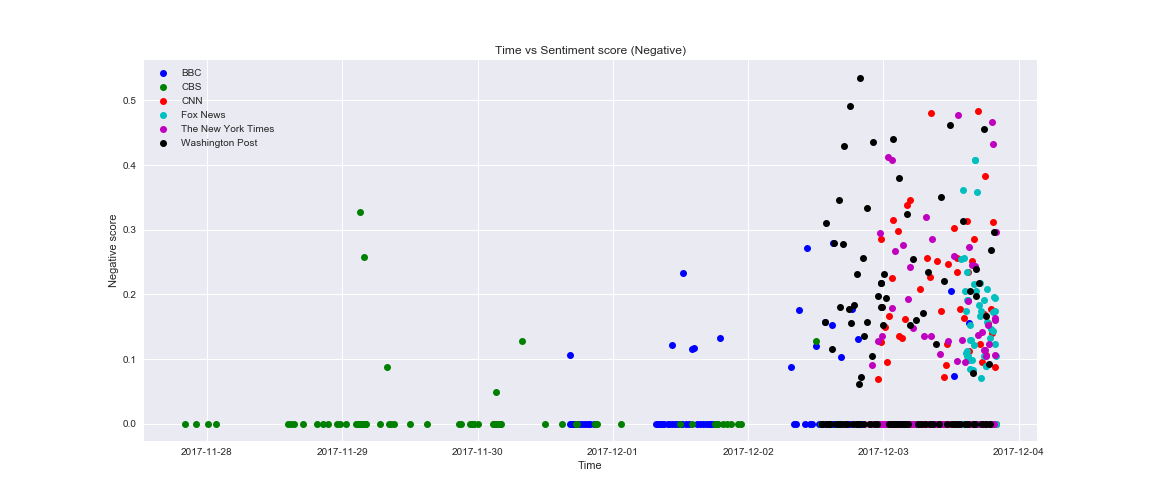 Time vs Sentiment score (Negative)
BBC
CBS
CNN
Fox News
The New York Times
Washington Post
0.5
0.4
0.3
0.2
0.1
0.0
Negative score
2017-11-28
2017-11-29
2017-11-30
2017-12-01
2017-12-02
2017-12-03
2017-12-04
Time